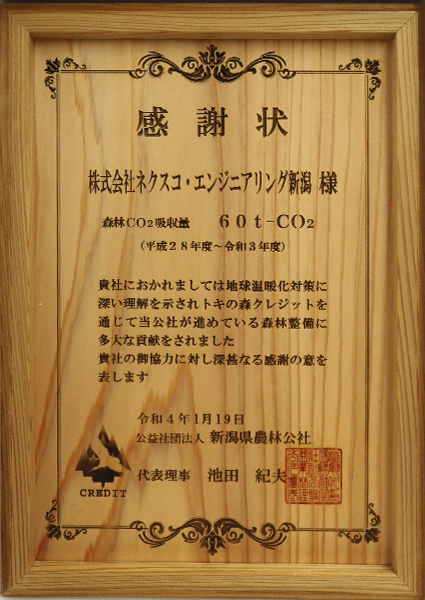 感謝状
株式会社ネクスコ・エンジニアリング新潟 様
森林CO2吸収量 60t-CO2
(平成28年度～令和3年度)
貴社におかれましては地球温暖化対策に
深い理解を示されトキの森クレジットを
通じて当公社が進めている森林整備に
多大な貢献をされました
貴社の御協力に対し深甚なる感謝の意を
表します
令和4年1月19日
公益社団法人 新潟県農林公社
代表理事 池田 紀夫
CREDIT